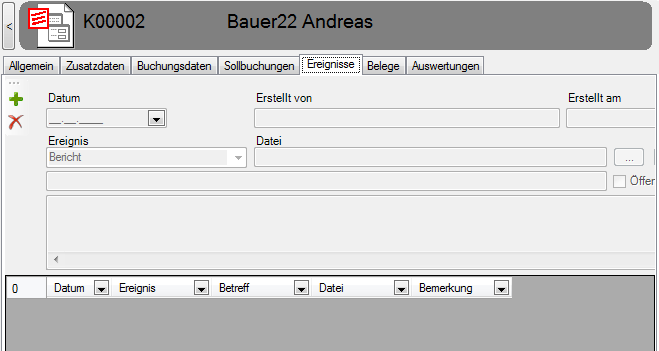 < K00002 Bauer22 Andreas
Allgemein Zusatzdaten Buchungsdaten Sollbuchungen Ereignisse Belege Auswertungen
Datum Erstellt von Erstellt am
__.__.____
Ereignis Datei
Bericht ...
Öffer
0 Datum Ereignis Betreff Datei Bemerkung